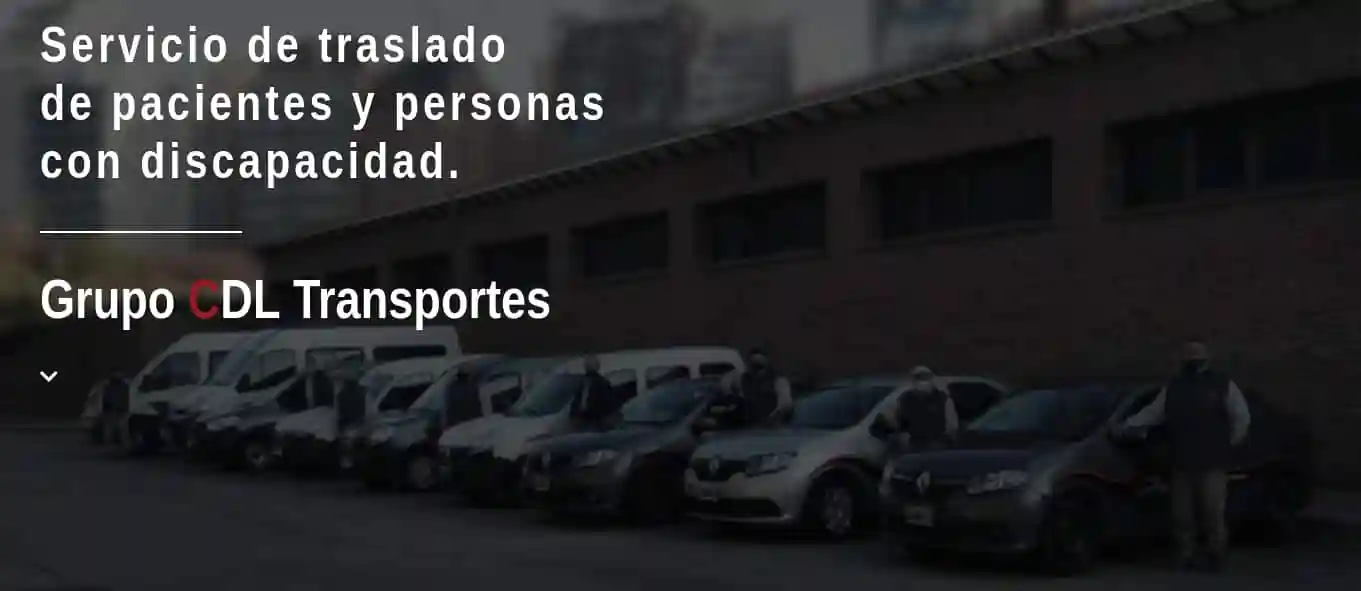 Servicio de traslado
de pacientes y personas
con discapacidad.
Grupo CDL Transportes